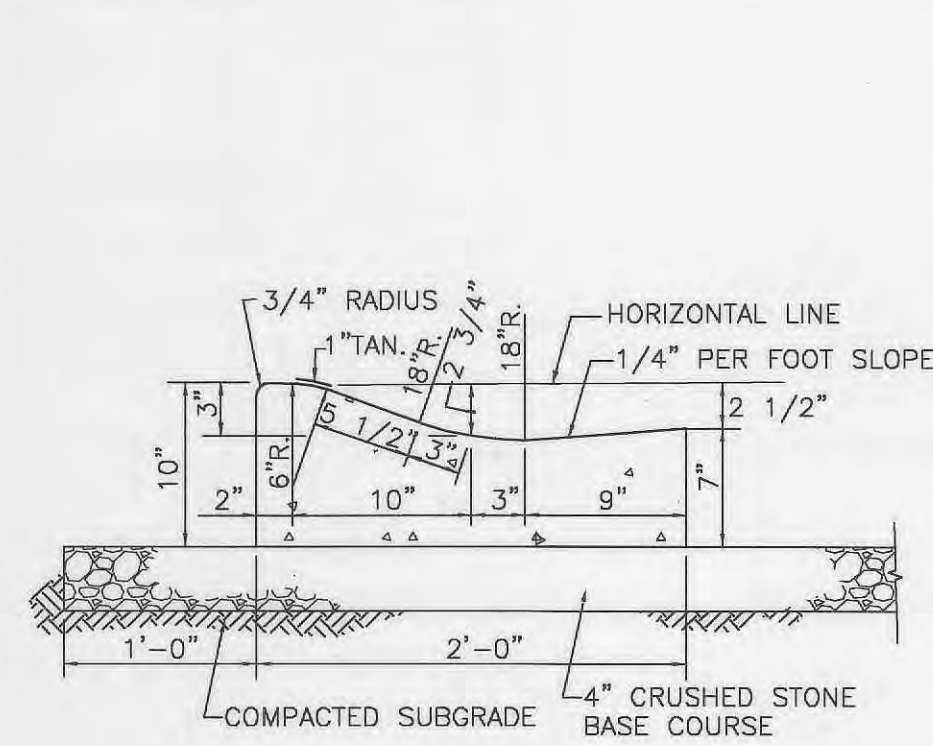 3/4" RADIUS
HORIZONTAL LINE
1"TAN.
18"R.
2 3/4"
18"R.
1/4" PER FOOT SLOPE
3"
10"
2 1/2"
5 1/2"
3"
6"R.
7"
2"
10"
3"
9"
1'-0"
2'-0"
COMPACTED SUBGRADE
4" CRUSHED STONE
BASE COURSE